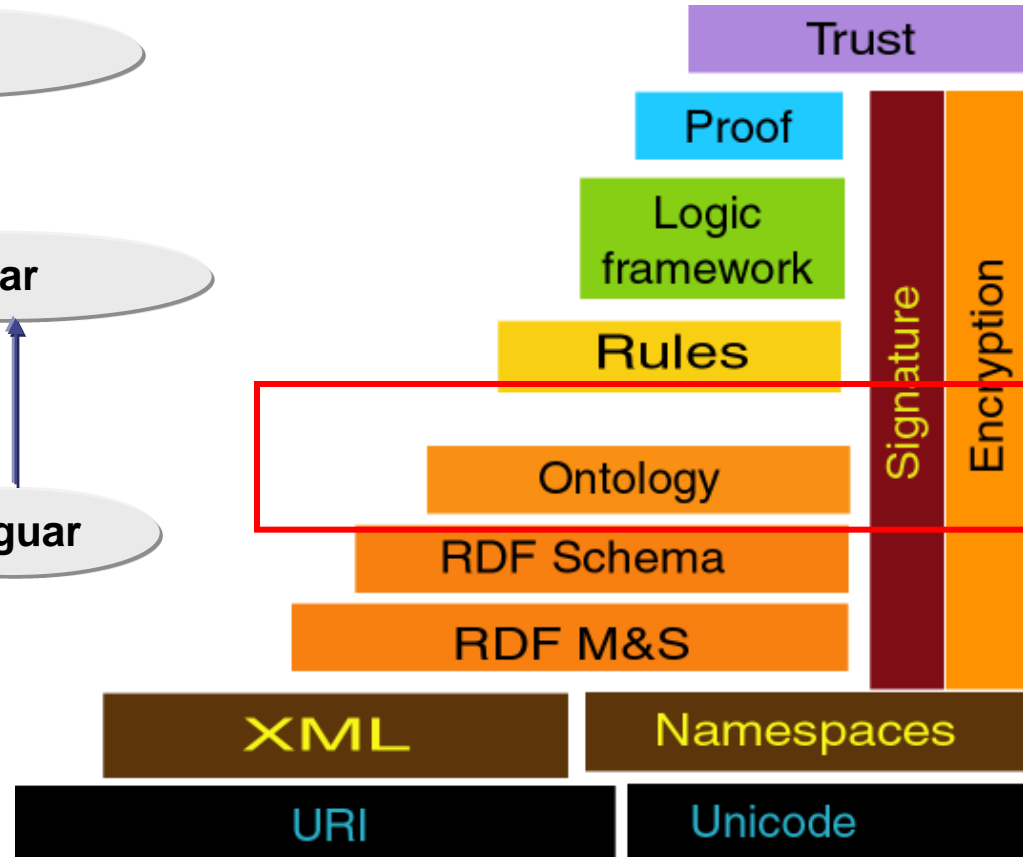 Trust
Proof
Logic
framework
ar
Rules
Signature
Encryption
Ontology
guar
RDF Schema
RDF M&S
XML
Namespaces
URI
Unicode